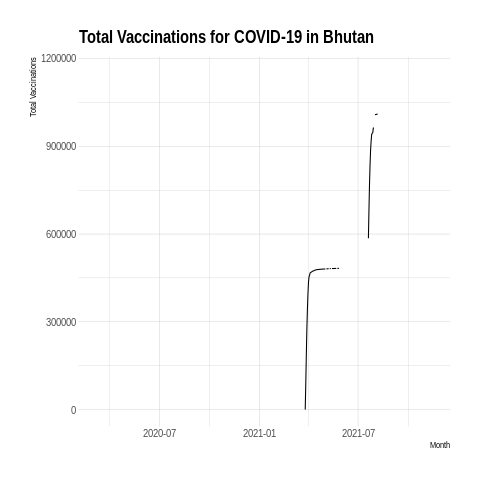 Total Vaccinations for COVID-19 in Bhutan
Total Vaccinations
1200000
900000
600000
300000
0
2020-07 2021-01 2021-07
Month